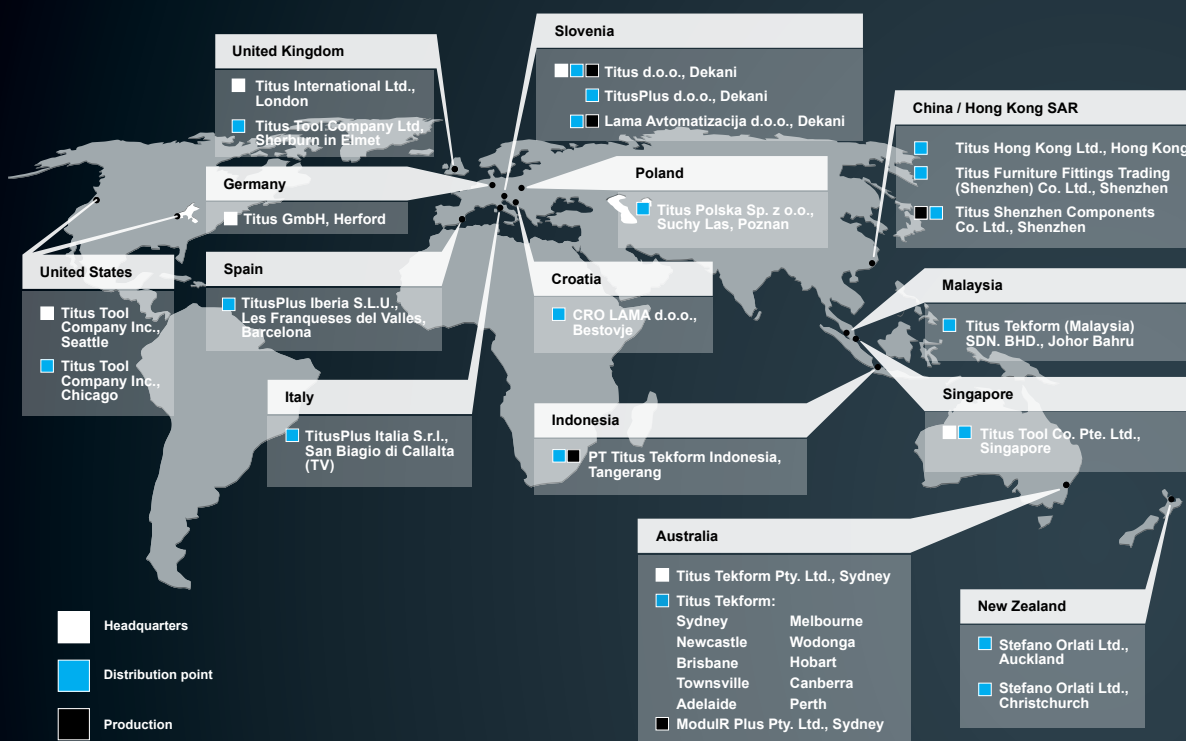 United Kingdom
Titus International Ltd.,
London
Titus Tool Company Ltd,
Sherburn in Elmet
Slovenia
Titus d.o.o., Dekani
TitusPlus d.o.o., Dekani
Lama Avtomatizacija d.o.o., Dekani
China / Hong Kong SAR
Titus Hong Kong Ltd., Hong Kong
Titus Furniture Fittings Trading
(Shenzhen) Co. Ltd., Shenzhen
Titus Shenzhen Components
Co. Ltd., Shenzhen
Germany
Titus GmbH, Herford
Poland
Titus Polska Sp. z o.o.,
Suchy Las, Poznan
United States
Titus Tool
Company Inc.,
Seattle
Titus Tool
Company Inc.,
Chicago
Spain
TitusPlus Iberia S.L.U.,
Les Franqueses del Valles,
Barcelona
Croatia
CRO LAMA d.o.o.,
Bestovje
Malaysia
Titus Tekform (Malaysia)
SDN. BHD., Johor Bahru
Italy
TitusPlus Italia S.r.l.,
San Biagio di Callalta
(TV)
Indonesia
PT Titus Tekform Indonesia,
Tangerang
Singapore
Titus Tool Co. Pte. Ltd.,
Singapore
Australia
Titus Tekform Pty. Ltd., Sydney
Titus Tekform:
Sydney Melbourne
Newcastle Wodonga
Brisbane Hobart
Townsville Canberra
Adelaide Perth
ModulR Plus Pty. Ltd., Sydney
New Zealand
Stefano Orlati Ltd.,
Auckland
Stefano Orlati Ltd.,
Christchurch
Headquarters
Distribution point
Production